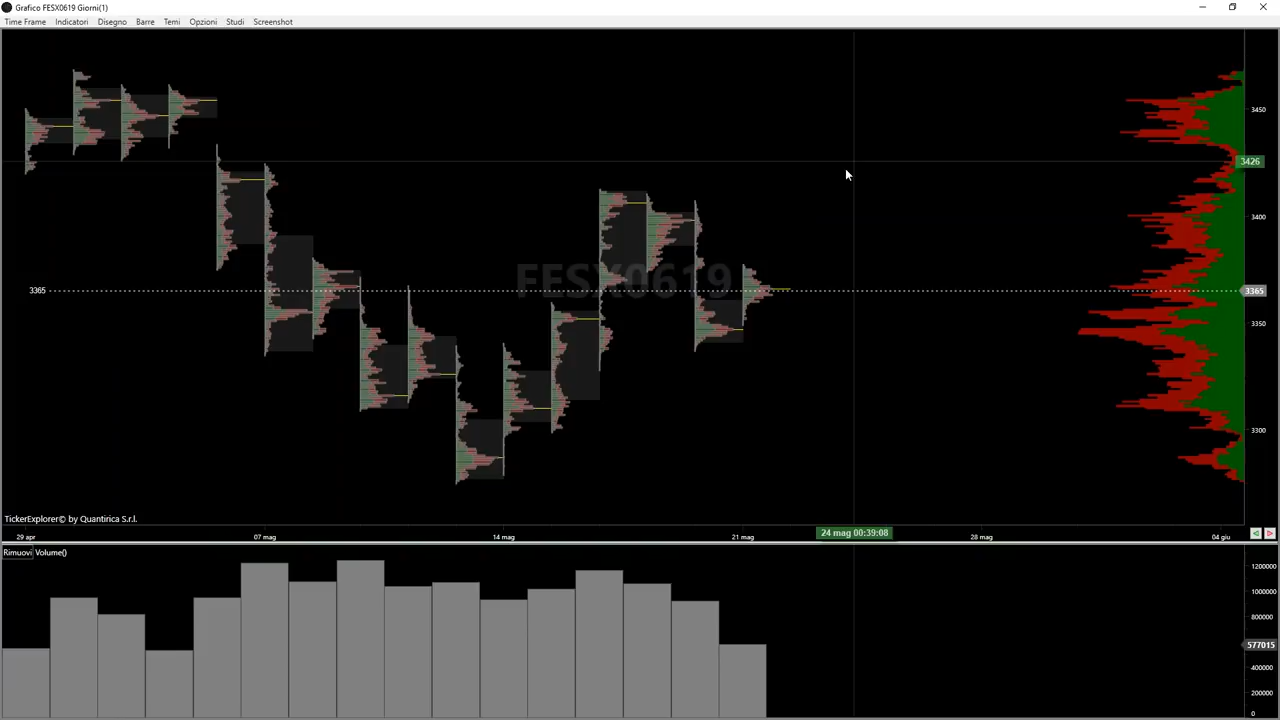 Grafico FESX0619 Giorni(1)
Time Frame Indicatori Disegno Barre Temi Opzioni Studi Screenshot
3450
3426
3400
FESX0619
3365 3365
3350
3300
TickerExplorer© by Quantirica S.r.l.
29 apr 07 mag 14 mag 21 mag 24 mag 00:39:08 28 mag 04 giu
Rimuovi Volume()
1200000
1000000
800000
577015
400000
200000
0